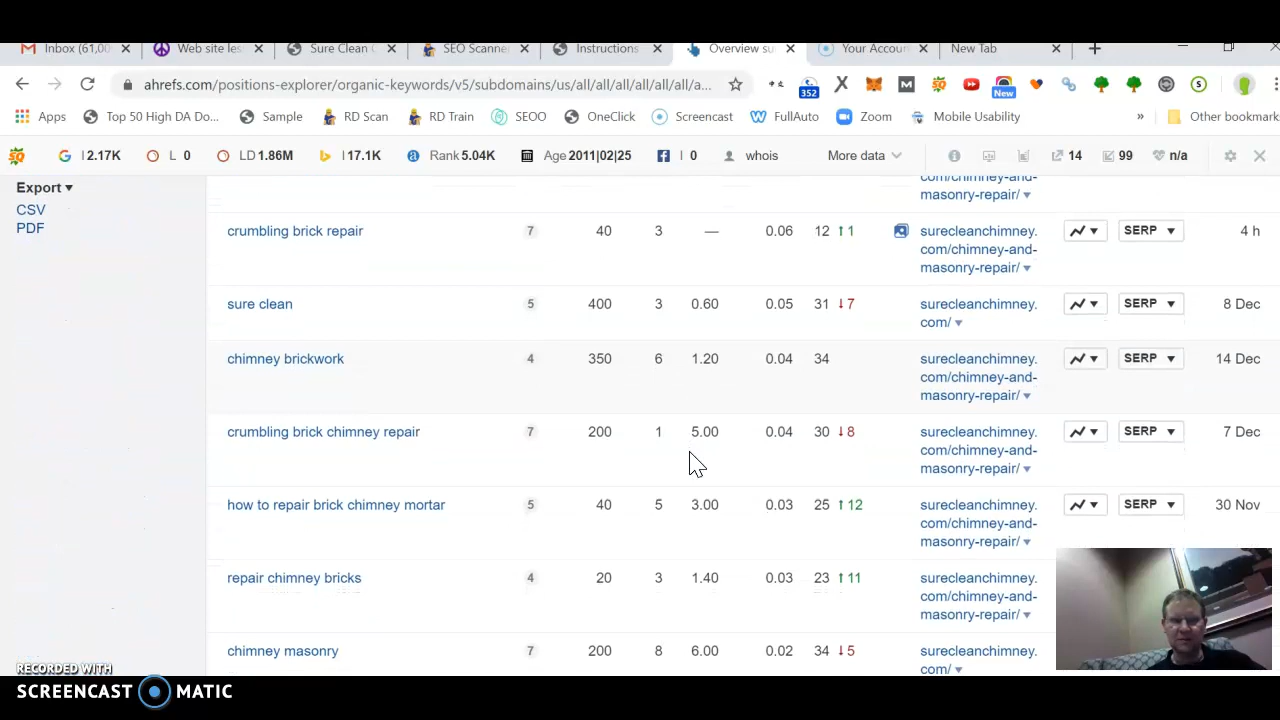 Inbox (61,00
Web site les
Sure Clean C
SEO Scanner
Instructions
Overview su
Your Accoun
New Tab
ahrefs.com/positions-explorer/organic-keywords/v5/subdomains/us/all/all/all/all/all/all/a...
352
New
Apps
Top 50 High DA Do...
Sample
RD Scan
RD Train
SEOO
OneClick
Screencast
FullAuto
Zoom
Mobile Usability
»
Other bookmark
I 2.17K
L 0
LD 1.86M
I 17.1K
Rank 5.04K
Age 2011|02|25
I 0
whois
More data
14
99
n/a
Export
CSV
PDF
com/chimney-and-
masonry-repair/
crumbling brick repair 7 40 3 — 0.06 12 ↑1 surecleanchimney. SERP 4 h
com/chimney-and-
masonry-repair/
sure clean 5 400 3 0.60 0.05 31 ↓7 surecleanchimney. SERP 8 Dec
com/
chimney brickwork 4 350 6 1.20 0.04 34 surecleanchimney. SERP 14 Dec
com/chimney-and-
masonry-repair/
crumbling brick chimney repair 7 200 1 5.00 0.04 30 ↓8 surecleanchimney. SERP 7 Dec
com/chimney-and-
masonry-repair/
how to repair brick chimney mortar 5 40 5 3.00 0.03 25 ↑12 surecleanchimney. SERP 30 Nov
com/chimney-and-
masonry-repair/
repair chimney bricks 4 20 3 1.40 0.03 23 ↑11 surecleanchimney.
com/chimney-and-
masonry-repair/
chimney masonry 7 200 8 6.00 0.02 34 ↓5 surecleanchimney.
com/
RECORDED WITH
SCREENCAST MATIC